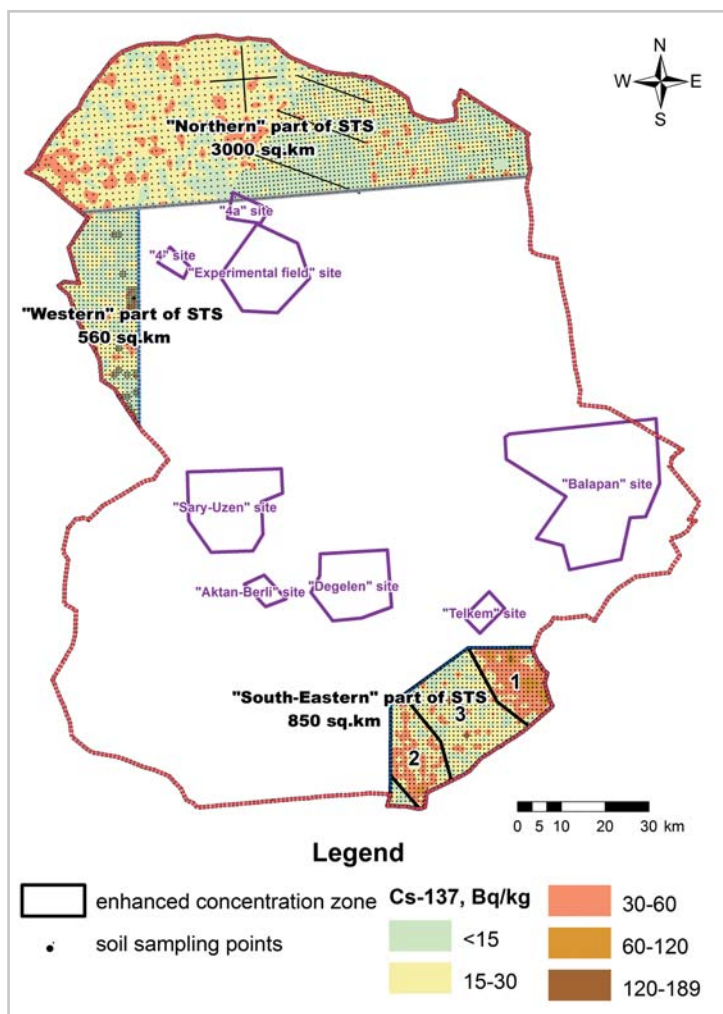 N
W E
S
"Northern" part of STS
3000 sq.km
"4a" site
"4" site
"Experimental field" site
"Western" part of STS
560 sq.km
"Balapan" site
"Sary-Uzen" site
"Aktan-Berli" site
"Degelen" site
"Telkem" site
"South-Eastern" part of STS
850 sq.km
1
3
2
0 5 10 20 30 km
Legend
enhanced concentration zone
soil sampling points
Cs-137, Bq/kg
<15
15-30
30-60
60-120
120-189